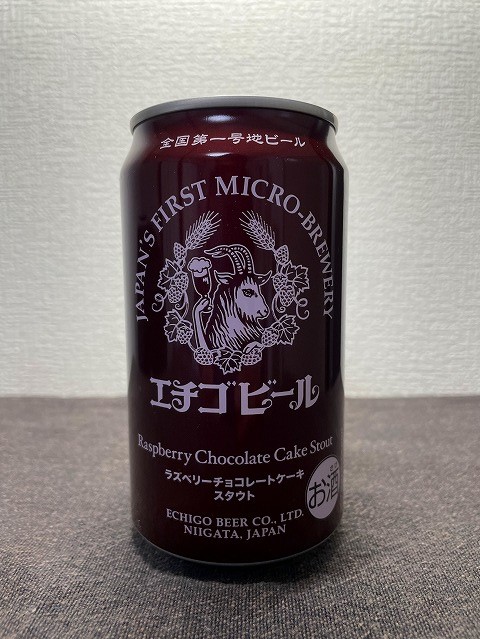 全国第一号地ビール
JAPAN's FIRST MICRO-BREWERY
エチゴビール
Raspberry Chocolate Cake Stout
ラズベリーチョコレートケーキ
スタウト
お酒
ECHIGO BEER CO., LTD.
NIIGATA, JAPAN